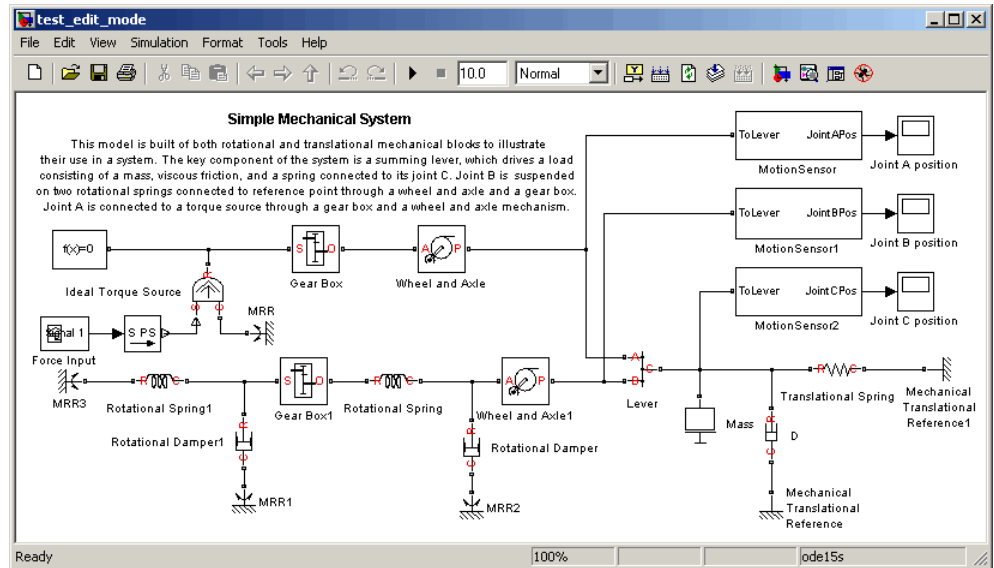 test_edit_mode
File Edit View Simulation Format Tools Help
10.0 Normal
Simple Mechanical System
This model is built of both rotational and translational mechanical blocks to illustrate
their use in a system. The key component of the system is a summing lever, which drives a load
consisting of a mass, viscous friction, and a spring connected to its joint C. Joint B is suspended
on two rotational springs connected to reference point through a wheel and axle and a gear box.
Joint A is connected to a torque source through a gear box and a wheel and axle mechanism.
ToLever JointAPos
MotionSensor
Joint A position
ToLever JointBPos
MotionSensor1
Joint B position
ToLever JointCPos
MotionSensor2
Joint C position
f(x)=0
S O
Gear Box
A P
Wheel and Axle
Ideal Torque Source
R
S C
MRR
Signal 1
Force Input
S PS
MRR3
R C
Rotational Spring1
S O
Gear Box1
R C
Rotational Spring
A P
Wheel and Axle1
A
B
C
Lever
Mass
R C
Translational Spring
Mechanical
Translational
Reference1
R
C
Rotational Damper1
MRR1
R
C
Rotational Damper
MRR2
R
C
D
Mechanical
Translational
Reference
Ready 100% ode15s